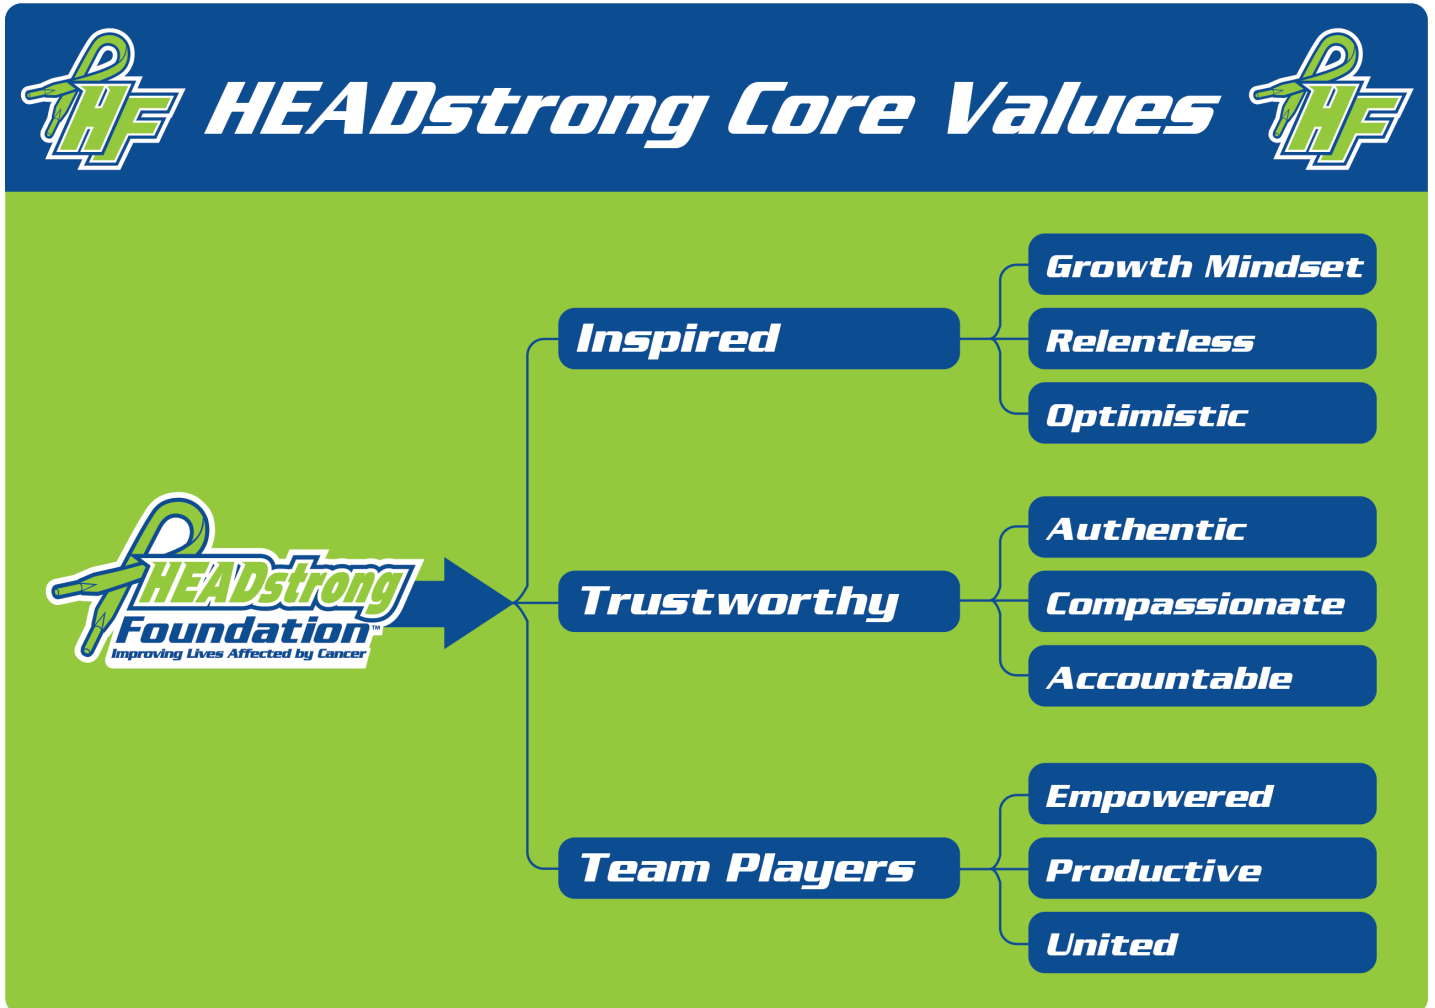 HF
HEADstrong Core Values
HF
Growth Mindset
Inspired
Relentless
Optimistic
Authentic
HEADstrong
Foundation™
Improving Lives Affected by Cancer
Trustworthy
Compassionate
Accountable
Empowered
Team Players
Productive
United